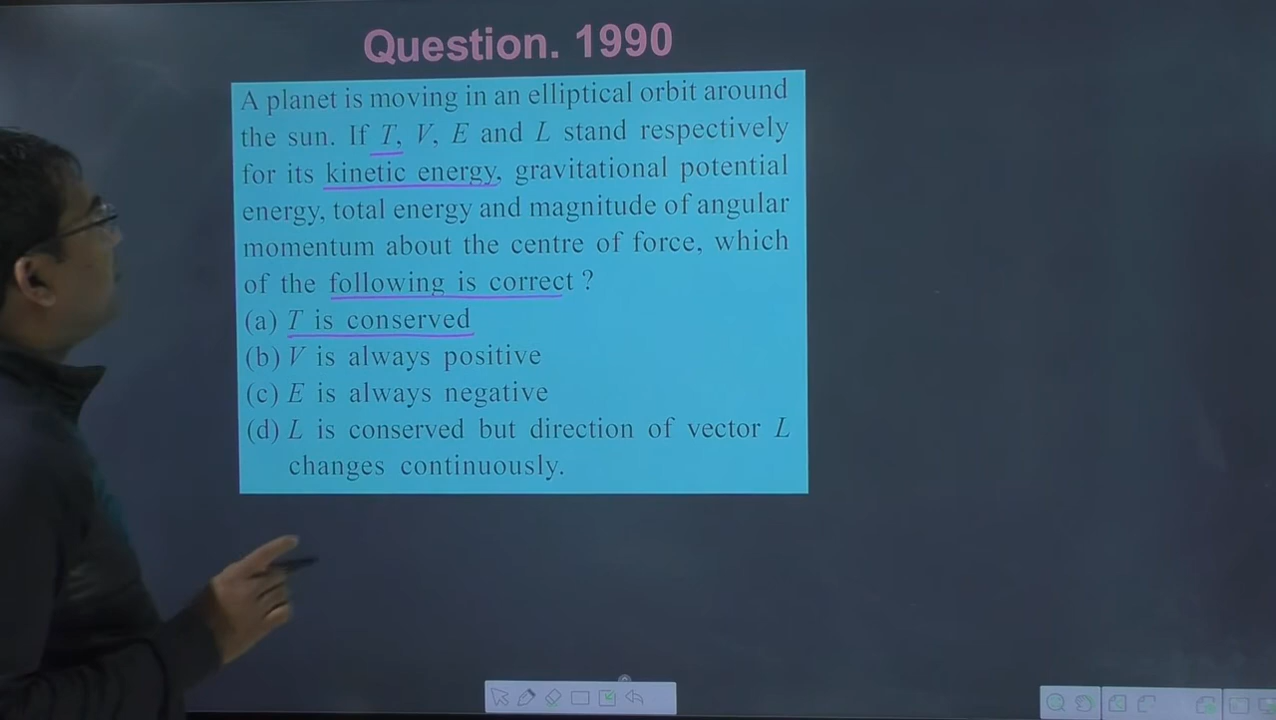 Question. 1990
A planet is moving in an elliptical orbit around
the sun. If T, V, E and L stand respectively
for its kinetic energy, gravitational potential
energy, total energy and magnitude of angular
momentum about the centre of force, which
of the following is correct ?
(a) T is conserved
(b) V is always positive
(c) E is always negative
(d) L is conserved but direction of vector L
changes continuously.